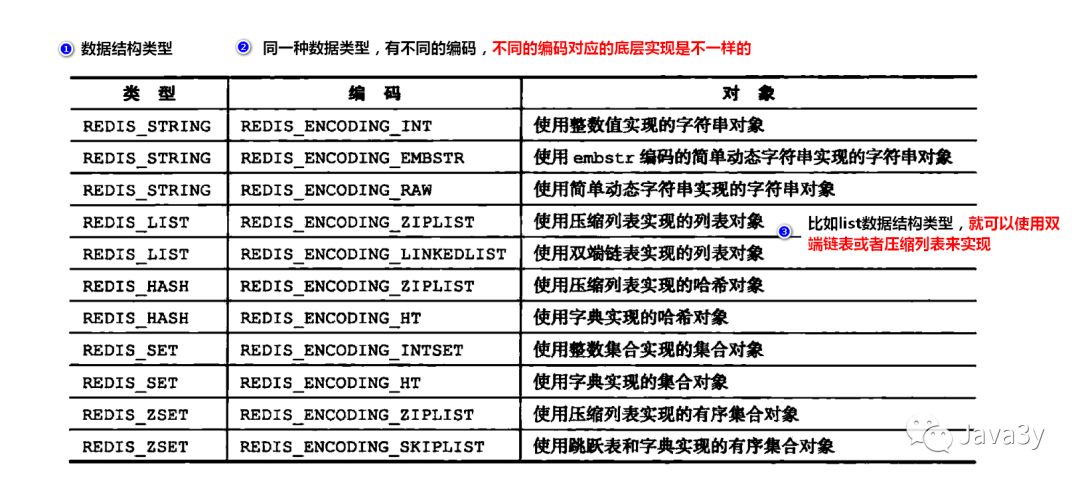 1 数据结构类型
2 同一种数据类型，有不同的编码，不同的编码对应的底层实现是不一样的
类 型 编 码 对 象
REDIS_STRING REDIS_ENCODING_INT 使用整数值实现的字符串对象
REDIS_STRING REDIS_ENCODING_EMBSTR 使用 embstr 编码的简单动态字符串实现的字符串对象
REDIS_STRING REDIS_ENCODING_RAW 使用简单动态字符串实现的字符串对象
REDIS_LIST REDIS_ENCODING_ZIPLIST 使用压缩列表实现的列表对象
REDIS_LIST REDIS_ENCODING_LINKEDLIST 使用双端链表实现的列表对象
3 比如list数据结构类型，就可以使用双
端链表或者压缩列表来实现
REDIS_HASH REDIS_ENCODING_ZIPLIST 使用压缩列表实现的哈希对象
REDIS_HASH REDIS_ENCODING_HT 使用字典实现的哈希对象
REDIS_SET REDIS_ENCODING_INTSET 使用整数集合实现的集合对象
REDIS_SET REDIS_ENCODING_HT 使用字典实现的集合对象
REDIS_ZSET REDIS_ENCODING_ZIPLIST 使用压缩列表实现的有序集合对象
REDIS_ZSET REDIS_ENCODING_SKIPLIST 使用跳跃表和字典实现的有序集合对象
Java3y